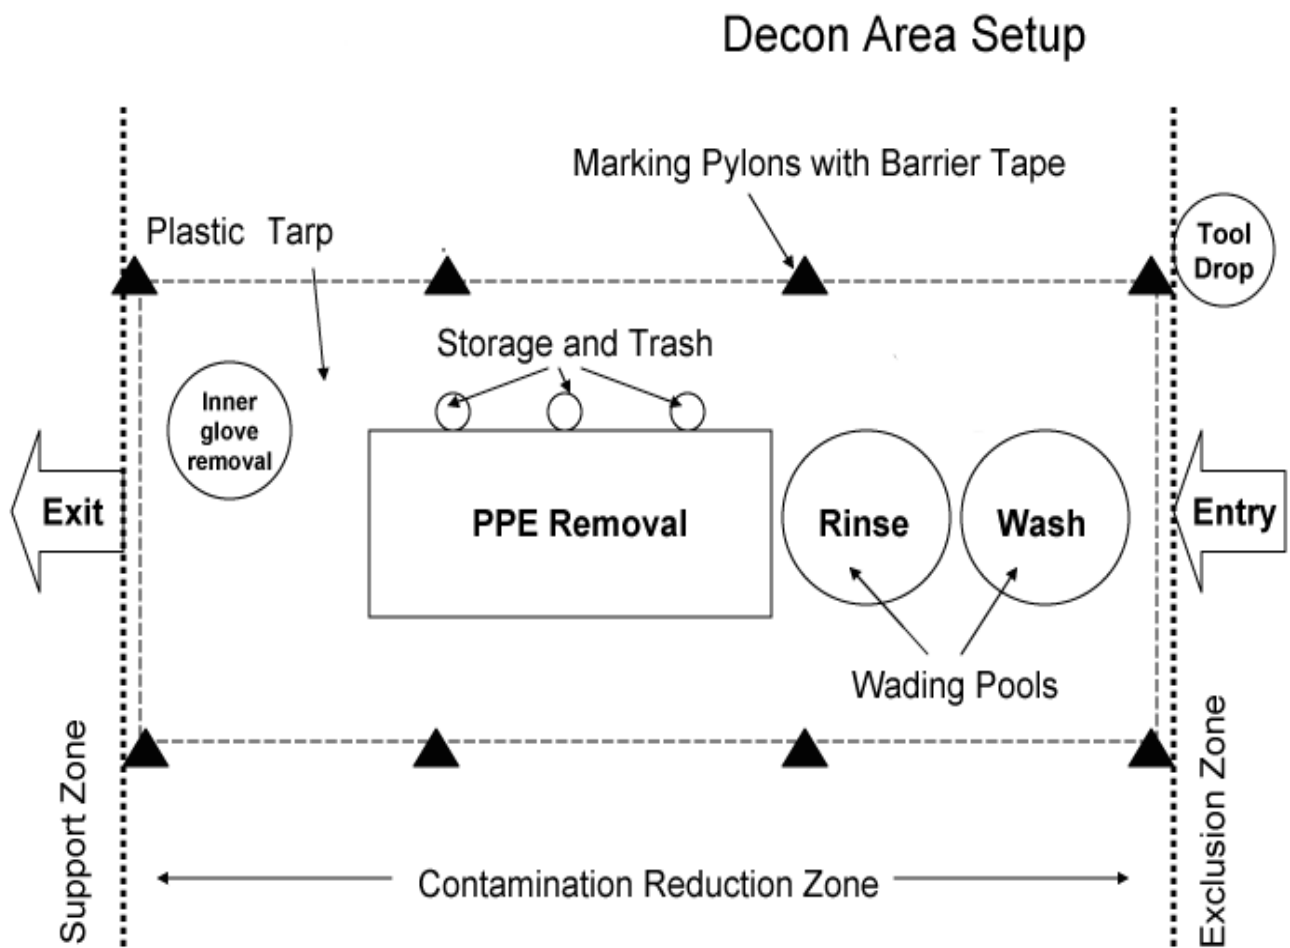 Decon Area Setup
Marking Pylons with Barrier Tape
Plastic Tarp
Tool
Drop
Storage and Trash
Inner
glove
removal
Exit
PPE Removal
Rinse
Wash
Entry
Wading Pools
Support Zone
Contamination Reduction Zone
Exclusion Zone